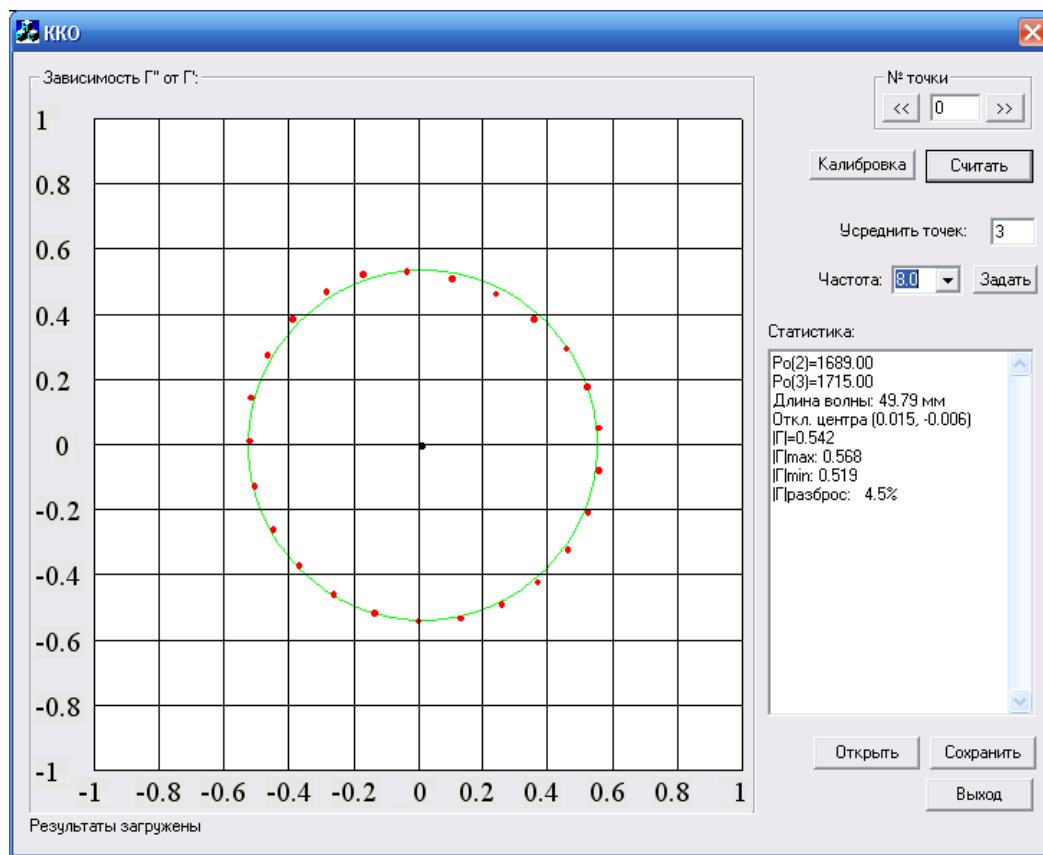 ККО
Зависимость Г" от Г':
1
0.8
0.6
0.4
0.2
0
-0.2
-0.4
-0.6
-0.8
-1
-1 -0.8 -0.6 -0.4 -0.2 0 0.2 0.4 0.6 0.8 1
Результаты загружены
№ точки
<< 0 >>
Калибровка Считать
Усреднить точек: 3
Частота: 8.0 Задать
Статистика:
Po(2)=1689.00
Po(3)=1715.00
Длина волны: 49.79 мм
Откл. центра (0.015, -0.006)
|Г|=0.542
|Г|max: 0.568
|Г|min: 0.519
|Г|разброс: 4.5%
Открыть Сохранить
Выход